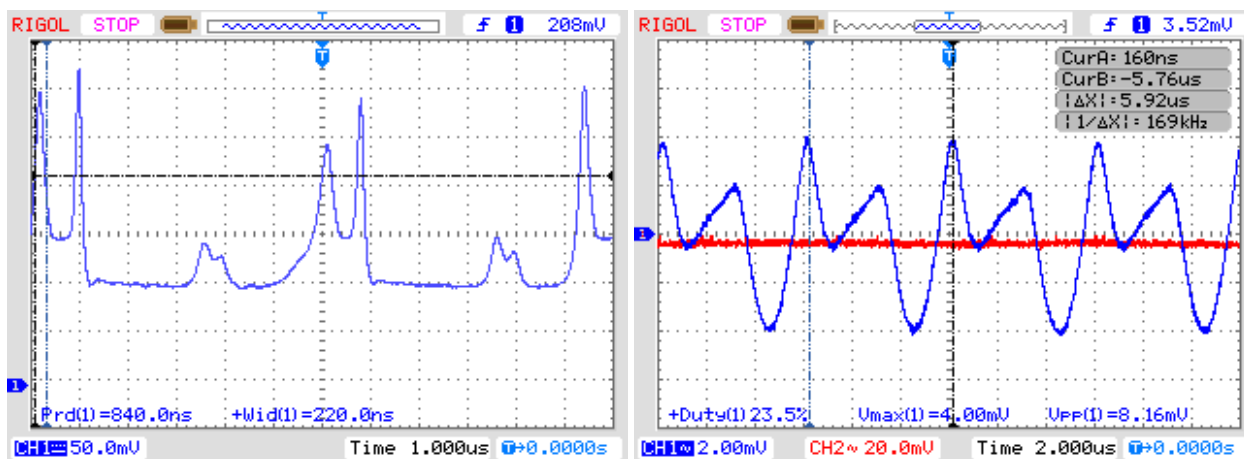 RIGOL STOP T 1 208mV
T
1
Prd(1)=840.0ns +Wid(1)=220.0ns
CH1 50.0mV Time 1.000us T→0.0000s
RIGOL STOP T 1 3.52mV
T
CurA: 160ns
CurB: -5.76us
|ΔX|: 5.92us
|1/ΔX|: 169kHz
1
+Duty(1) 23.5% Vmax(1)=4.00mV Vpp(1)=8.16mV
CH1~ 2.00mV CH2~ 20.0mV Time 2.000us T→0.0000s